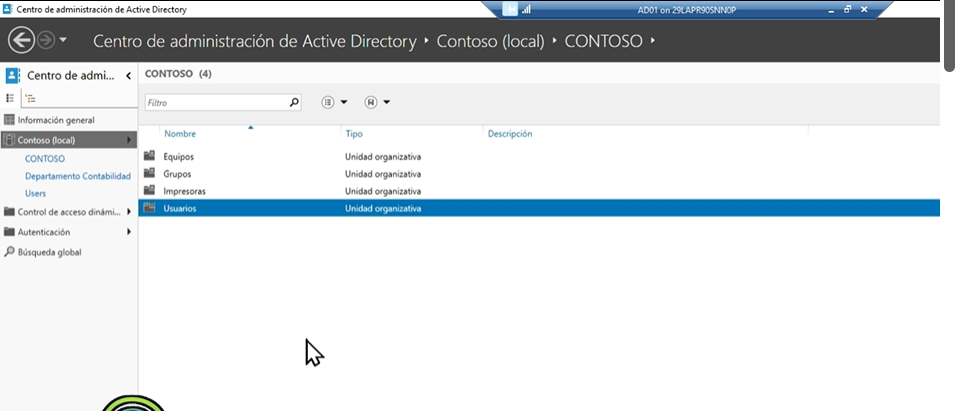 Centro de administración de Active Directory
AD01 on 29LAPR90SNN0P
Centro de administración de Active Directory Contoso (local) CONTOSO
Centro de admi...
CONTOSO (4)
Filtro
Información general
Contoso (local)
CONTOSO
Departamento Contabilidad
Users
Control de acceso dinámi...
Autenticación
Búsqueda global
Nombre Tipo Descripción
Equipos Unidad organizativa
Grupos Unidad organizativa
Impresoras Unidad organizativa
Usuarios Unidad organizativa